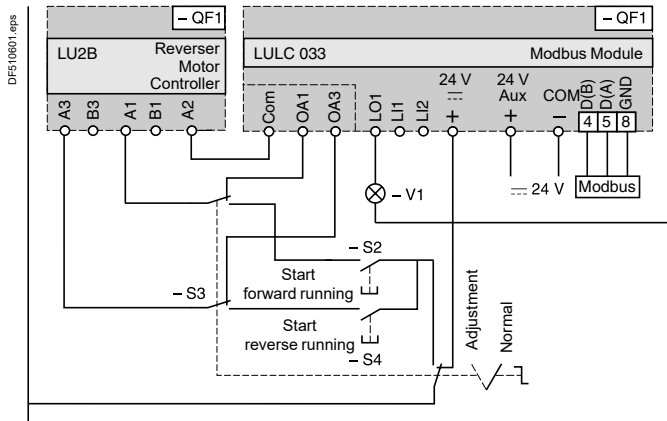 DF510601.eps
– QF1
– QF1
LU2B
Reverser
Motor
Controller
LULC 033
Modbus Module
A3
B3
A1
B1
A2
Com
OA1
OA3
LO1
LI1
LI2
24 V
+
24 V
Aux
+
COM
–
D(B)
D(A)
GND
4
5
8
24 V
Modbus
– V1
– S2
Start
forward running
– S3
Start
reverse running
– S4
Adjustment
Normal